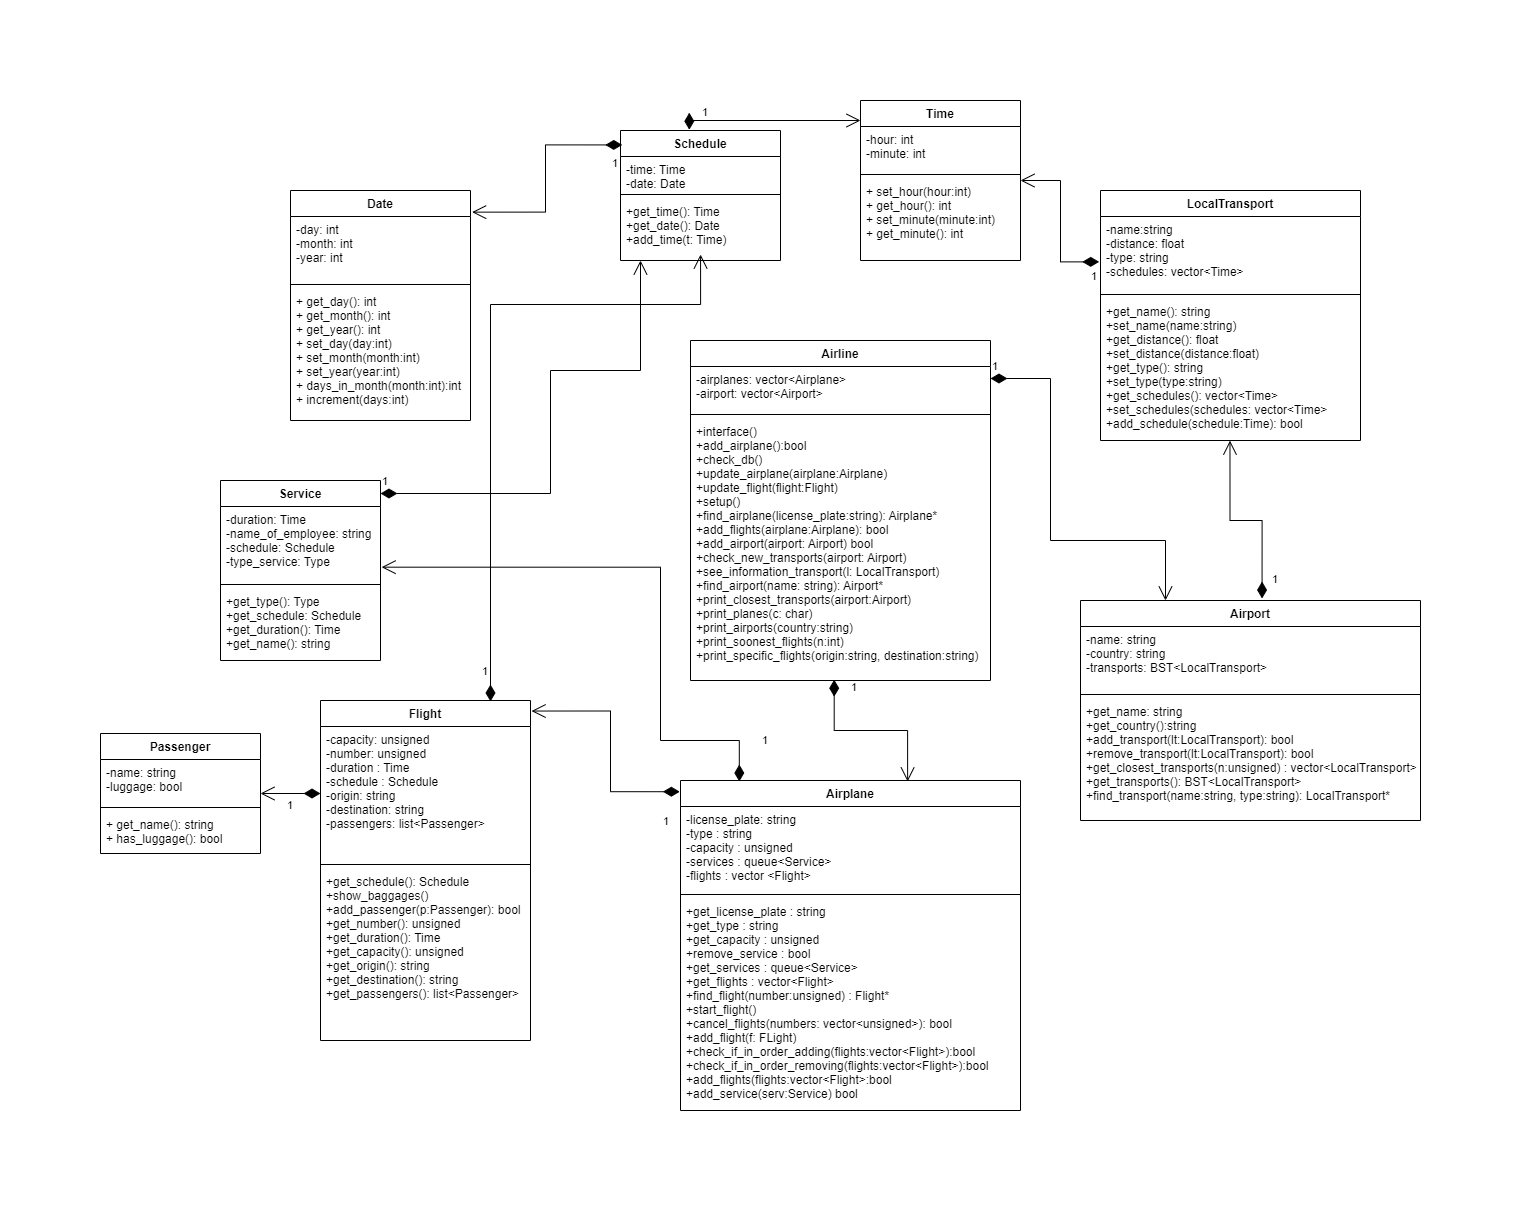 1
Time
-hour: int
-minute: int
+ set_hour(hour:int)
+ get_hour(): int
+ set_minute(minute:int)
+ get_minute(): int
Schedule
1
-time: Time
-date: Date
+get_time(): Time
+get_date(): Date
+add_time(t: Time)
Date
-day: int
-month: int
-year: int
+ get_day(): int
+ get_month(): int
+ get_year(): int
+ set_day(day:int)
+ set_month(month:int)
+ set_year(year:int)
+ days_in_month(month:int):int
+ increment(days:int)
LocalTransport
-name:string
-distance: float
-type: string
-schedules: vector<Time>
1
+get_name(): string
+set_name(name:string)
+get_distance(): float
+set_distance(distance:float)
+get_type(): string
+set_type(type:string)
+get_schedules(): vector<Time>
+set_schedules(schedules: vector<Time>
+add_schedule(schedule:Time): bool
Airline
1
-airplanes: vector<Airplane>
-airport: vector<Airport>
+interface()
+add_airplane():bool
+check_db()
+update_airplane(airplane:Airplane)
+update_flight(flight:Flight)
+setup()
+find_airplane(license_plate:string): Airplane*
+add_flights(airplane:Airplane): bool
+add_airport(airport: Airport) bool
+check_new_transports(airport: Airport)
+see_information_transport(l: LocalTransport)
+find_airport(name: string): Airport*
+print_closest_transports(airport:Airport)
+print_planes(c: char)
+print_airports(country:string)
+print_soonest_flights(n:int)
+print_specific_flights(origin:string, destination:string)
1
1
Service
-duration: Time
-name_of_employee: string
-schedule: Schedule
-type_service: Type
+get_type(): Type
+get_schedule: Schedule
+get_duration(): Time
+get_name(): string
1
Airport
-name: string
-country: string
-transports: BST<LocalTransport>
+get_name: string
+get_country():string
+add_transport(lt:LocalTransport): bool
+remove_transport(lt:LocalTransport): bool
+get_closest_transports(n:unsigned) : vector<LocalTransport>
+get_transports(): BST<LocalTransport>
+find_transport(name:string, type:string): LocalTransport*
1
Flight
-capacity: unsigned
-number: unsigned
-duration : Time
-schedule : Schedule
-origin: string
-destination: string
-passengers: list<Passenger>
+get_schedule(): Schedule
+show_baggages()
+add_passenger(p:Passenger): bool
+get_number(): unsigned
+get_duration(): Time
+get_capacity(): unsigned
+get_origin(): string
+get_destination(): string
+get_passengers(): list<Passenger>
Passenger
-name: string
-luggage: bool
1
+ get_name(): string
+ has_luggage(): bool
1
1
Airplane
-license_plate: string
-type : string
-capacity : unsigned
-services : queue<Service>
-flights : vector <Flight>
+get_license_plate : string
+get_type : string
+get_capacity : unsigned
+remove_service : bool
+get_services : queue<Service>
+get_flights : vector<Flight>
+find_flight(number:unsigned) : Flight*
+start_flight()
+cancel_flights(numbers: vector<unsigned>): bool
+add_flight(f: FLight)
+check_if_in_order_adding(flights:vector<Flight>):bool
+check_if_in_order_removing(flights:vector<Flight>):bool
+add_flights(flights:vector<Flight>:bool
+add_service(serv:Service) bool